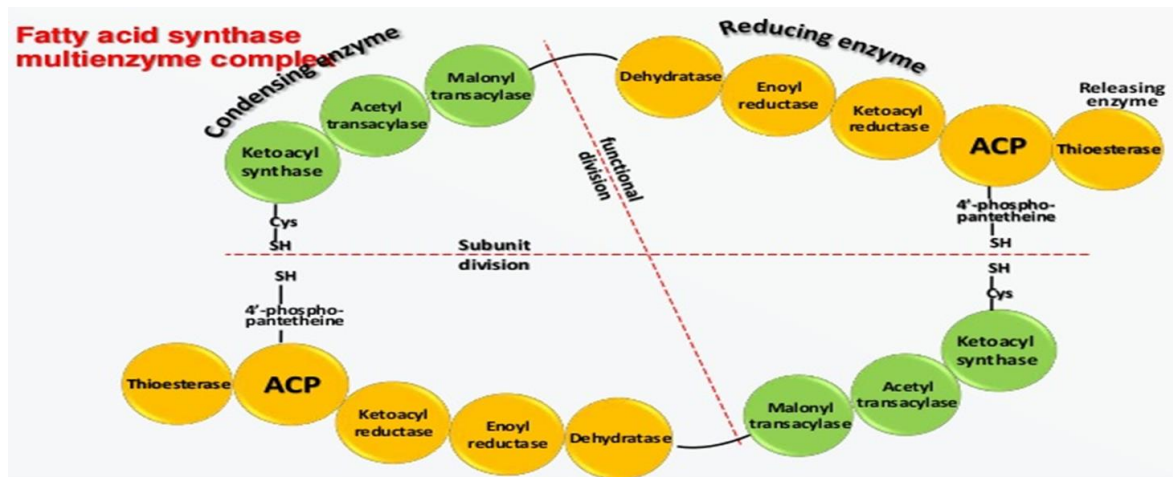 Fatty acid synthase
multienzyme complex
Condensing enzyme
Reducing enzyme
Malonyl
transacylase
Acetyl
transacylase
Ketoacyl
synthase
Cys
SH
Dehydratase
Enoyl
reductase
Ketoacyl
reductase
ACP
Releasing
enzyme
Thioesterase
4'-phospho-
pantetheine
SH
functional
division
Subunit
division
SH
4'-phospho-
pantetheine
Thioesterase
ACP
Ketoacyl
reductase
Enoyl
reductase
Dehydratase
SH
Cys
Ketoacyl
synthase
Acetyl
transacylase
Malonyl
transacylase